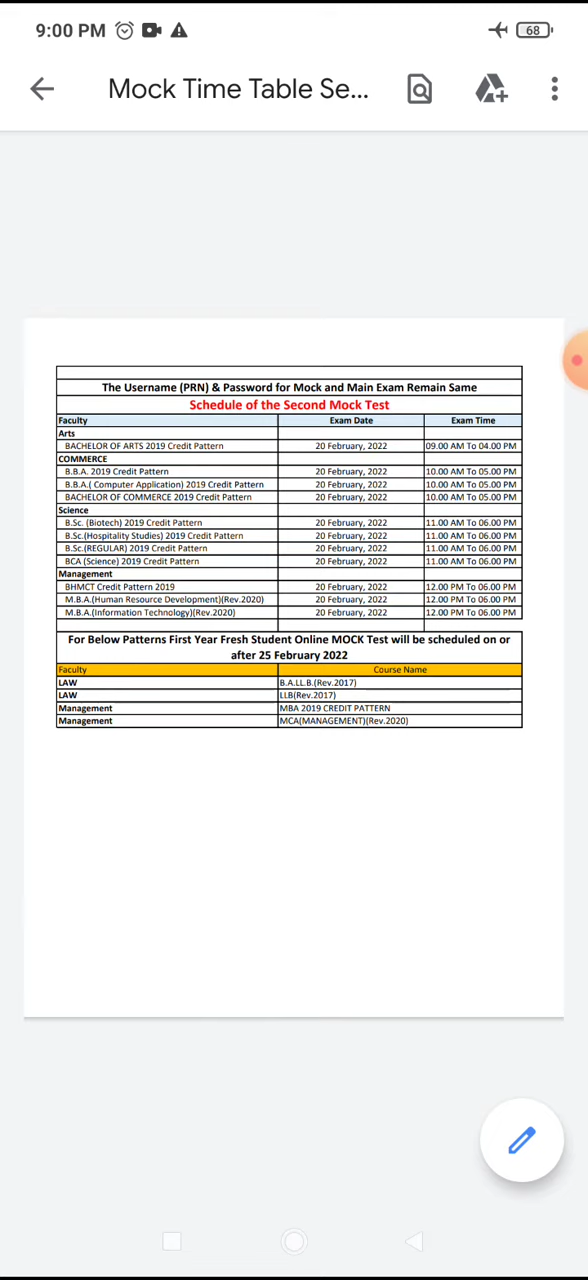 9:00 PM
68
Mock Time Table Se...
The Username (PRN) & Password for Mock and Main Exam Remain Same
Schedule of the Second Mock Test
Faculty Exam Date Exam Time
Arts
BACHELOR OF ARTS 2019 Credit Pattern 20 February, 2022 09.00 AM To 04.00 PM
COMMERCE
B.B.A. 2019 Credit Pattern 20 February, 2022 10.00 AM To 05.00 PM
B.B.A.( Computer Application) 2019 Credit Pattern 20 February, 2022 10.00 AM To 05.00 PM
BACHELOR OF COMMERCE 2019 Credit Pattern 20 February, 2022 10.00 AM To 05.00 PM
Science
B.Sc. (Biotech) 2019 Credit Pattern 20 February, 2022 11.00 AM To 06.00 PM
B.Sc.(Hospitality Studies) 2019 Credit Pattern 20 February, 2022 11.00 AM To 06.00 PM
B.Sc.(REGULAR) 2019 Credit Pattern 20 February, 2022 11.00 AM To 06.00 PM
BCA (Science) 2019 Credit Pattern 20 February, 2022 11.00 AM To 06.00 PM
Management
BHMCT Credit Pattern 2019 20 February, 2022 12.00 PM To 06.00 PM
M.B.A.(Human Resource Development)(Rev.2020) 20 February, 2022 12.00 PM To 06.00 PM
M.B.A.(Information Technology)(Rev.2020) 20 February, 2022 12.00 PM To 06.00 PM
For Below Patterns First Year Fresh Student Online MOCK Test will be scheduled on or
after 25 February 2022
Faculty Course Name
LAW B.A.LL.B.(Rev.2017)
LAW LLB(Rev.2017)
Management MBA 2019 CREDIT PATTERN
Management MCA(MANAGEMENT)(Rev.2020)